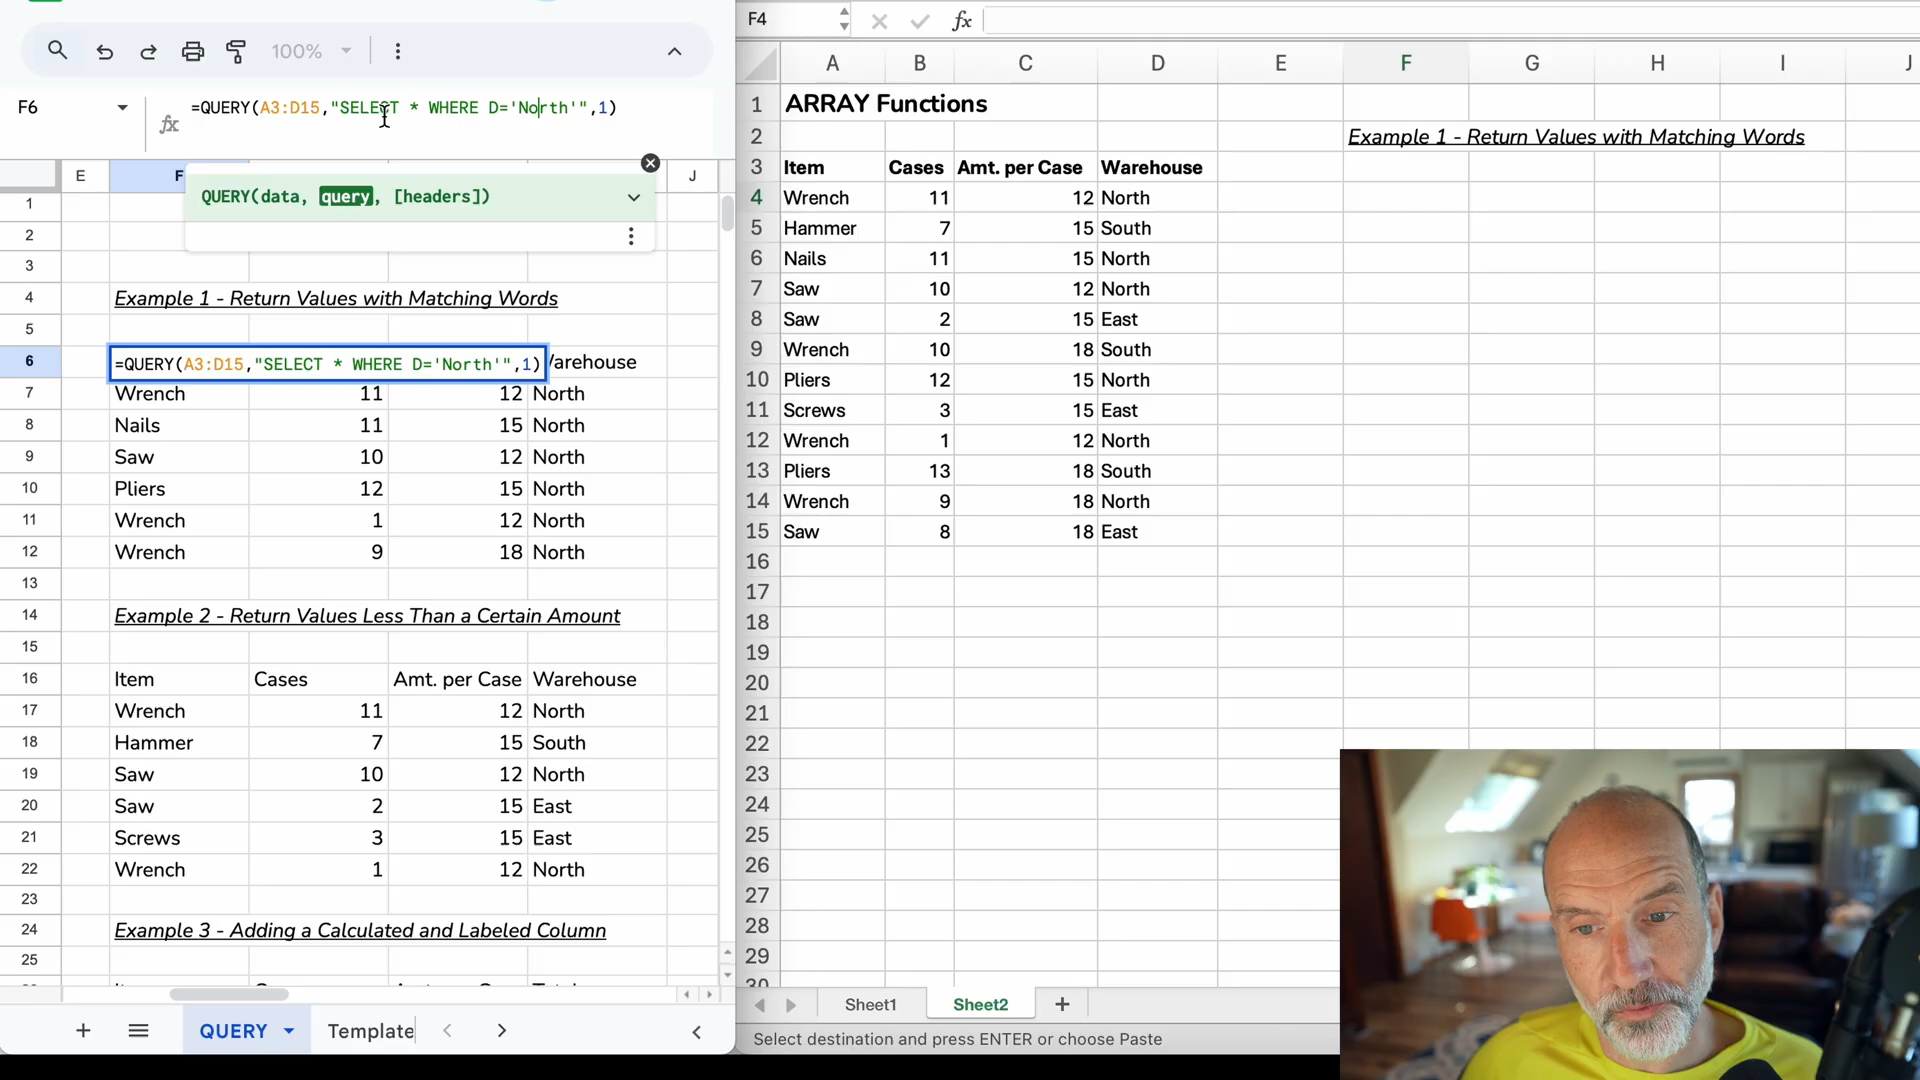 100%
F6
fx
=QUERY(A3:D15,"SELECT * WHERE D='North'",1)
E F J
QUERY(data, query, [headers])
1
2
3
4 Example 1 - Return Values with Matching Words
5
6 =QUERY(A3:D15,"SELECT * WHERE D='North'",1) Warehouse
7 Wrench 11 12 North
8 Nails 11 15 North
9 Saw 10 12 North
10 Pliers 12 15 North
11 Wrench 1 12 North
12 Wrench 9 18 North
13
14 Example 2 - Return Values Less Than a Certain Amount
15
16 Item Cases Amt. per Case Warehouse
17 Wrench 11 12 North
18 Hammer 7 15 South
19 Saw 10 12 North
20 Saw 2 15 East
21 Screws 3 15 East
22 Wrench 1 12 North
23
24 Example 3 - Adding a Calculated and Labeled Column
25
QUERY Template
F4 fx
A B C D E F G H I J
1 ARRAY Functions
2 Example 1 - Return Values with Matching Words
3 Item Cases Amt. per Case Warehouse
4 Wrench 11 12 North
5 Hammer 7 15 South
6 Nails 11 15 North
7 Saw 10 12 North
8 Saw 2 15 East
9 Wrench 10 18 South
10 Pliers 12 15 North
11 Screws 3 15 East
12 Wrench 1 12 North
13 Pliers 13 18 South
14 Wrench 9 18 North
15 Saw 8 18 East
16
17
18
19
20
21
22
23
24
25
26
27
28
29
30
Sheet1 Sheet2
Select destination and press ENTER or choose Paste